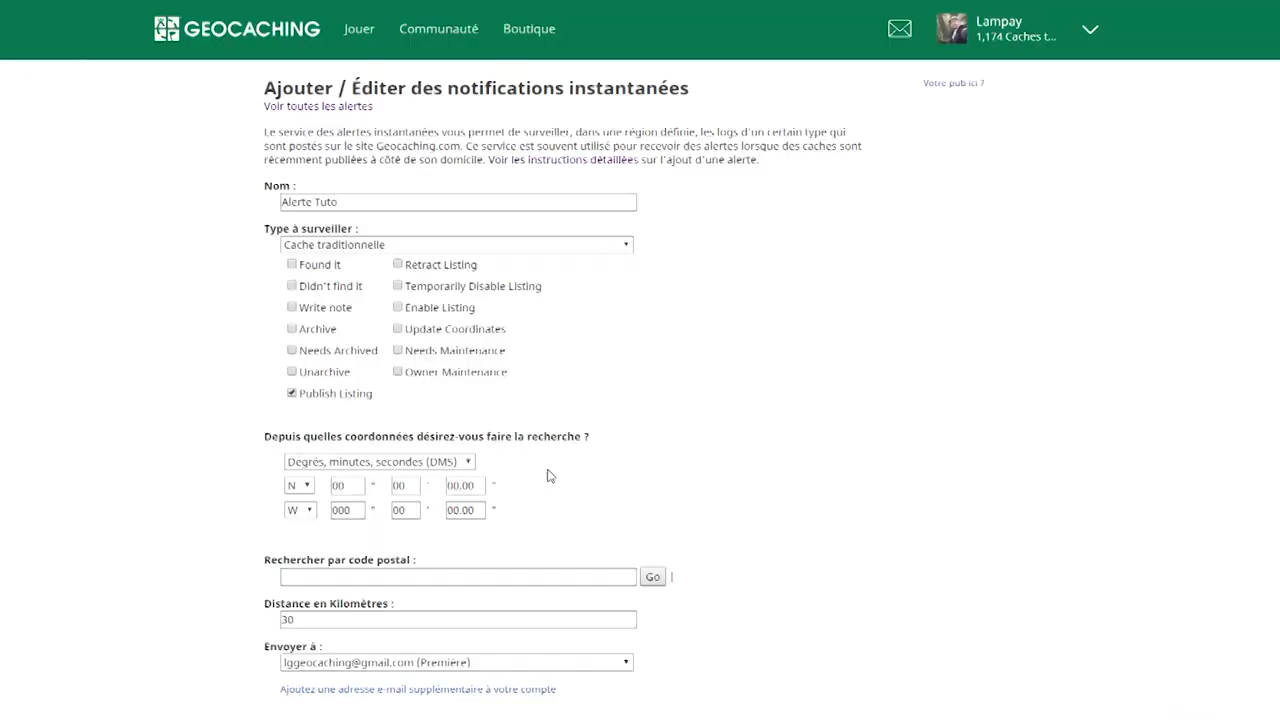 GEOCACHING Jouer Communauté Boutique Lampay
1,174 Caches t...
Ajouter / Éditer des notifications instantanées
Votre pub ici ?
Voir toutes les alertes
Le service des alertes instantanées vous permet de surveiller, dans une région définie, les logs d'un certain type qui
sont postés sur le site Geocaching.com. Ce service est souvent utilisé pour recevoir des alertes lorsque des caches sont
récemment publiées à côté de son domicile. Voir les instructions détaillées sur l'ajout d'une alerte.
Nom :
Alerte Tuto
Type à surveiller :
Cache traditionnelle
Found it Retract Listing
Didn't find it Temporarily Disable Listing
Write note Enable Listing
Archive Update Coordinates
Needs Archived Needs Maintenance
Unarchive Owner Maintenance
Publish Listing
Depuis quelles coordonnées désirez-vous faire la recherche ?
Degrés, minutes, secondes (DMS)
N 00 ° 00 ' 00.00 "
W 000 ° 00 ' 00.00 "
Rechercher par code postal :
Go |
Distance en Kilomètres :
30
Envoyer à :
lggeocaching@gmail.com (Première)
Ajoutez une adresse e-mail supplémentaire à votre compte